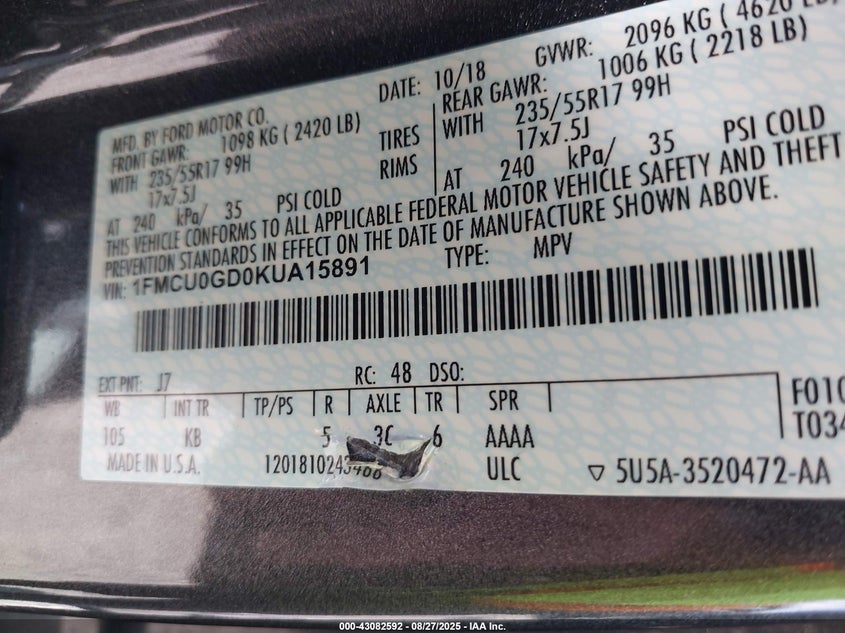 MFD. BY FORD MOTOR CO.
DATE: 10/18 GVWR: 2096 KG ( 4620 LB)
FRONT GAWR: 1098 KG ( 2420 LB)
REAR GAWR: 1006 KG ( 2218 LB)
WITH 235/55R17 99H TIRES WITH 235/55R17 99H
17x7.5J RIMS 17x7.5J
AT 240 kPa/ 35 PSI COLD AT 240 kPa/ 35 PSI COLD
THIS VEHICLE CONFORMS TO ALL APPLICABLE FEDERAL MOTOR VEHICLE SAFETY AND THEFT
PREVENTION STANDARDS IN EFFECT ON THE DATE OF MANUFACTURE SHOWN ABOVE.
VIN: 1FMCU0GD0KUA15891 TYPE: MPV
EXT PNT: J7 RC: 48 DSO:
WB INT TR TP/PS R AXLE TR SPR
105 KB 5 3C 6 AAAA
MADE IN U.S.A. ULC
▽ 5U5A-3520472-AA
000-43082592 - 08/27/2025 - IAA Inc.